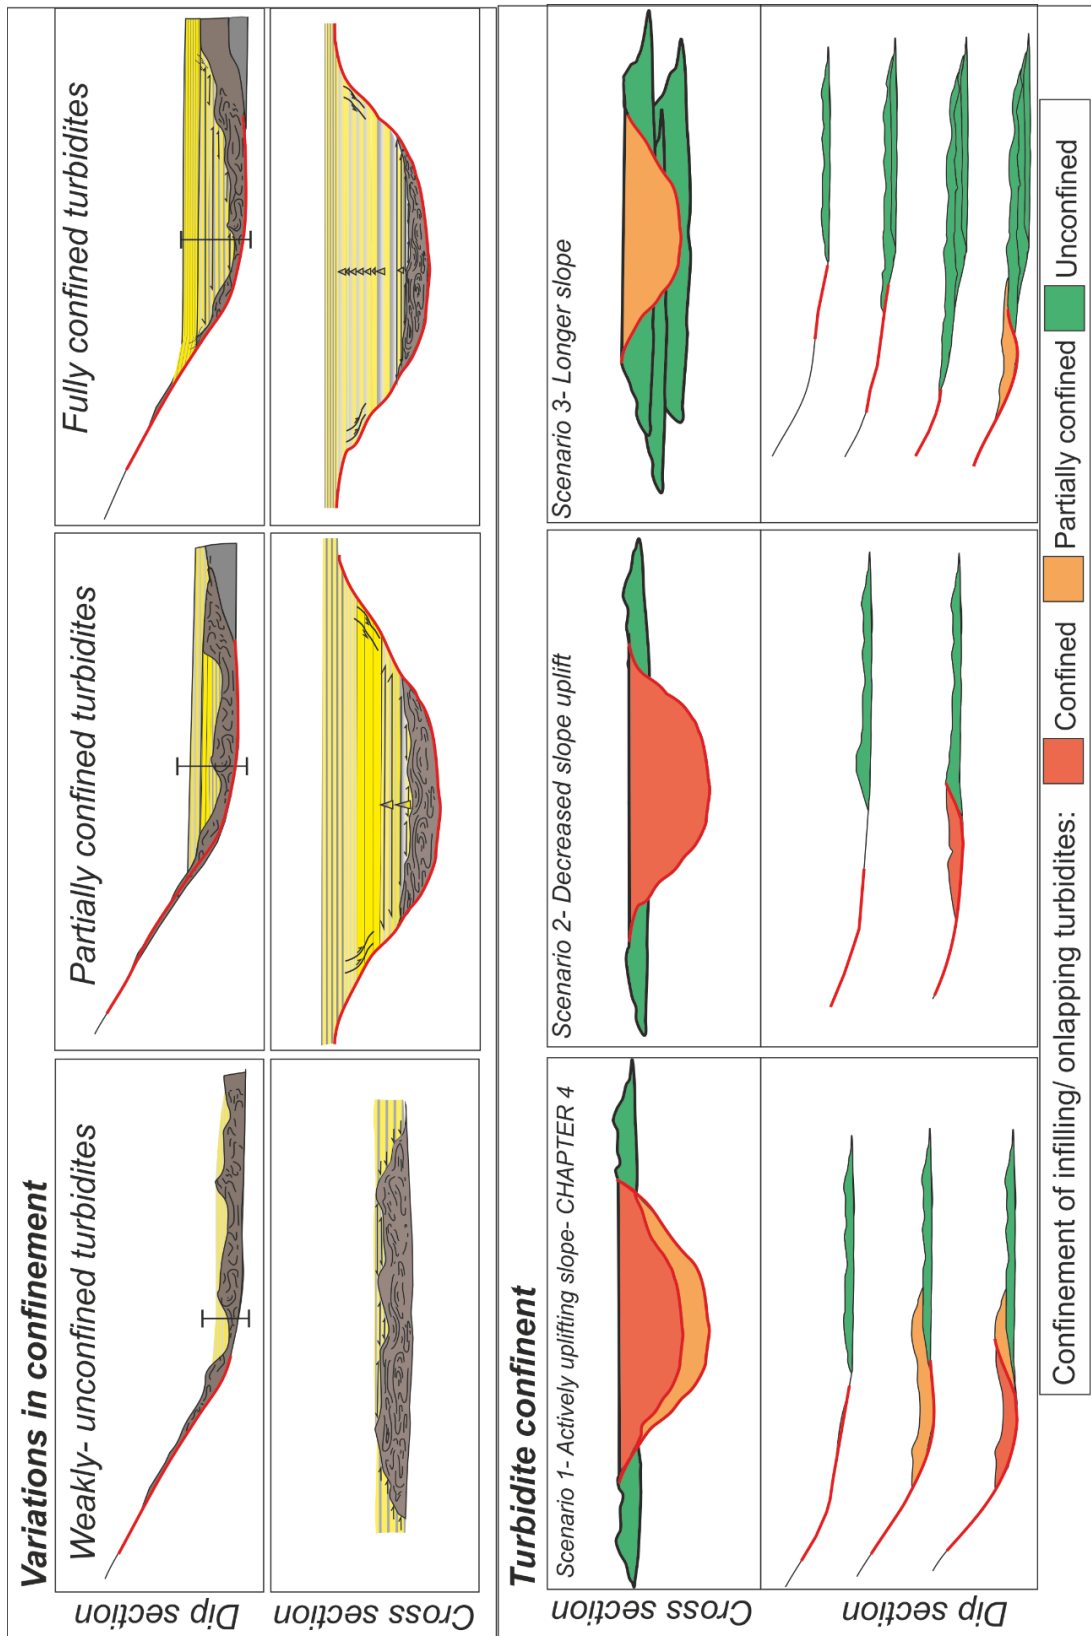 Variations in confinement
Weakly- unconfined turbidites
Partially confined turbidites
Fully confined turbidites
Dip section
Cross section
Turbidite confinent
Scenario 1- Actively uplifting slope- CHAPTER 4
Scenario 2- Decreased slope uplift
Scenario 3- Longer slope
Cross section
Dip section
Confinement of infilling/ onlapping turbidites: Confined Partially confined Unconfined